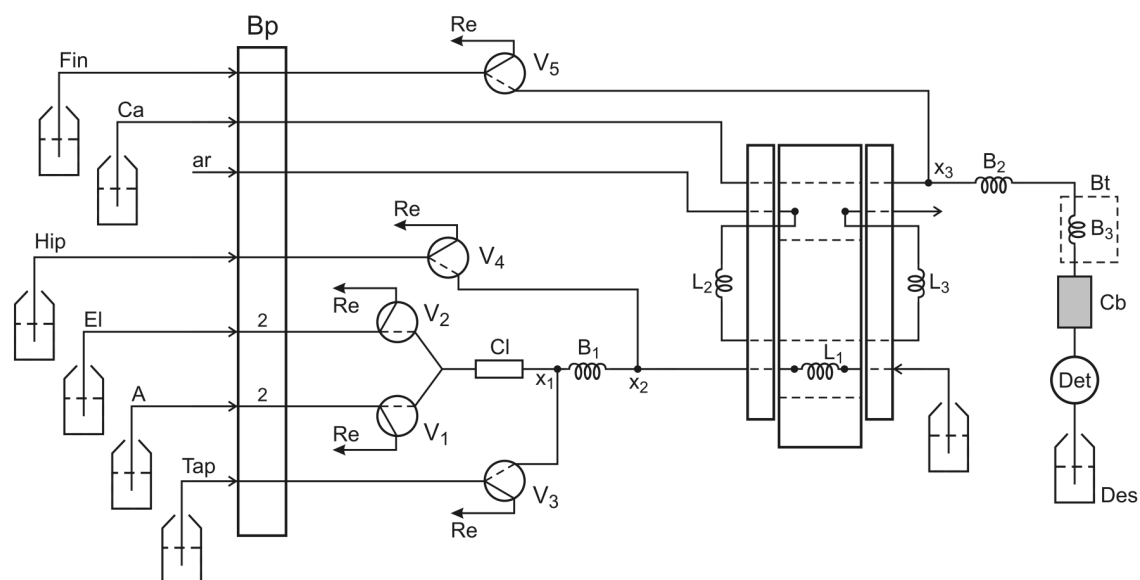 Bp
Re
Fin
V5
Ca
ar
x3
B2
Bt
B3
Re
Hip
V4
L2
L3
Cb
Re
V2
El
2
Cl
B1
L1
x1
x2
Det
A
2
Re
V1
Tap
V3
Re
Des